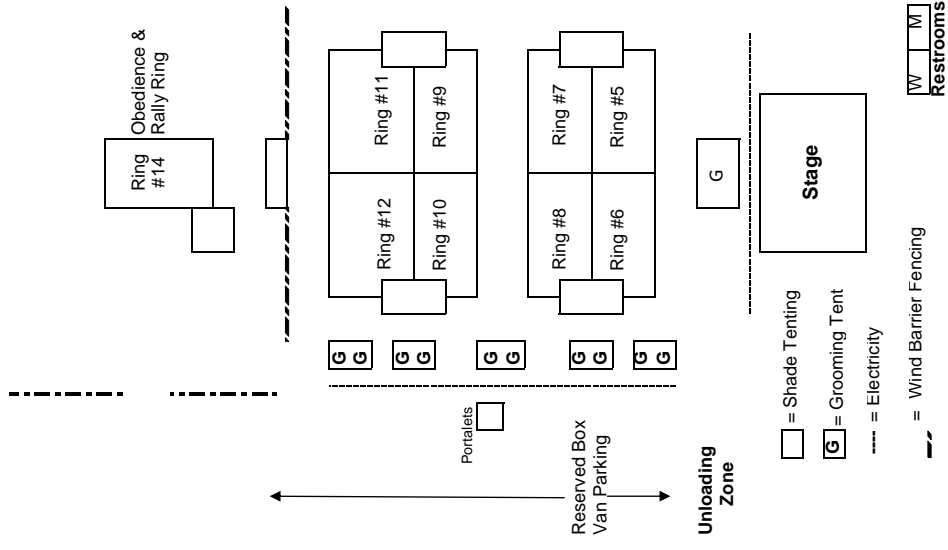 Obedience &
Rally Ring
Ring
#14
Ring #12
Ring #11
Ring #10
Ring #9
Ring #8
Ring #7
Ring #6
Ring #5
G G
G G
G G
G G
G G
Portalets
Reserved Box
Van Parking
Unloading
Zone
G
Stage
W M
Restrooms
= Shade Tenting
G = Grooming Tent
---- = Electricity
= Wind Barrier Fencing